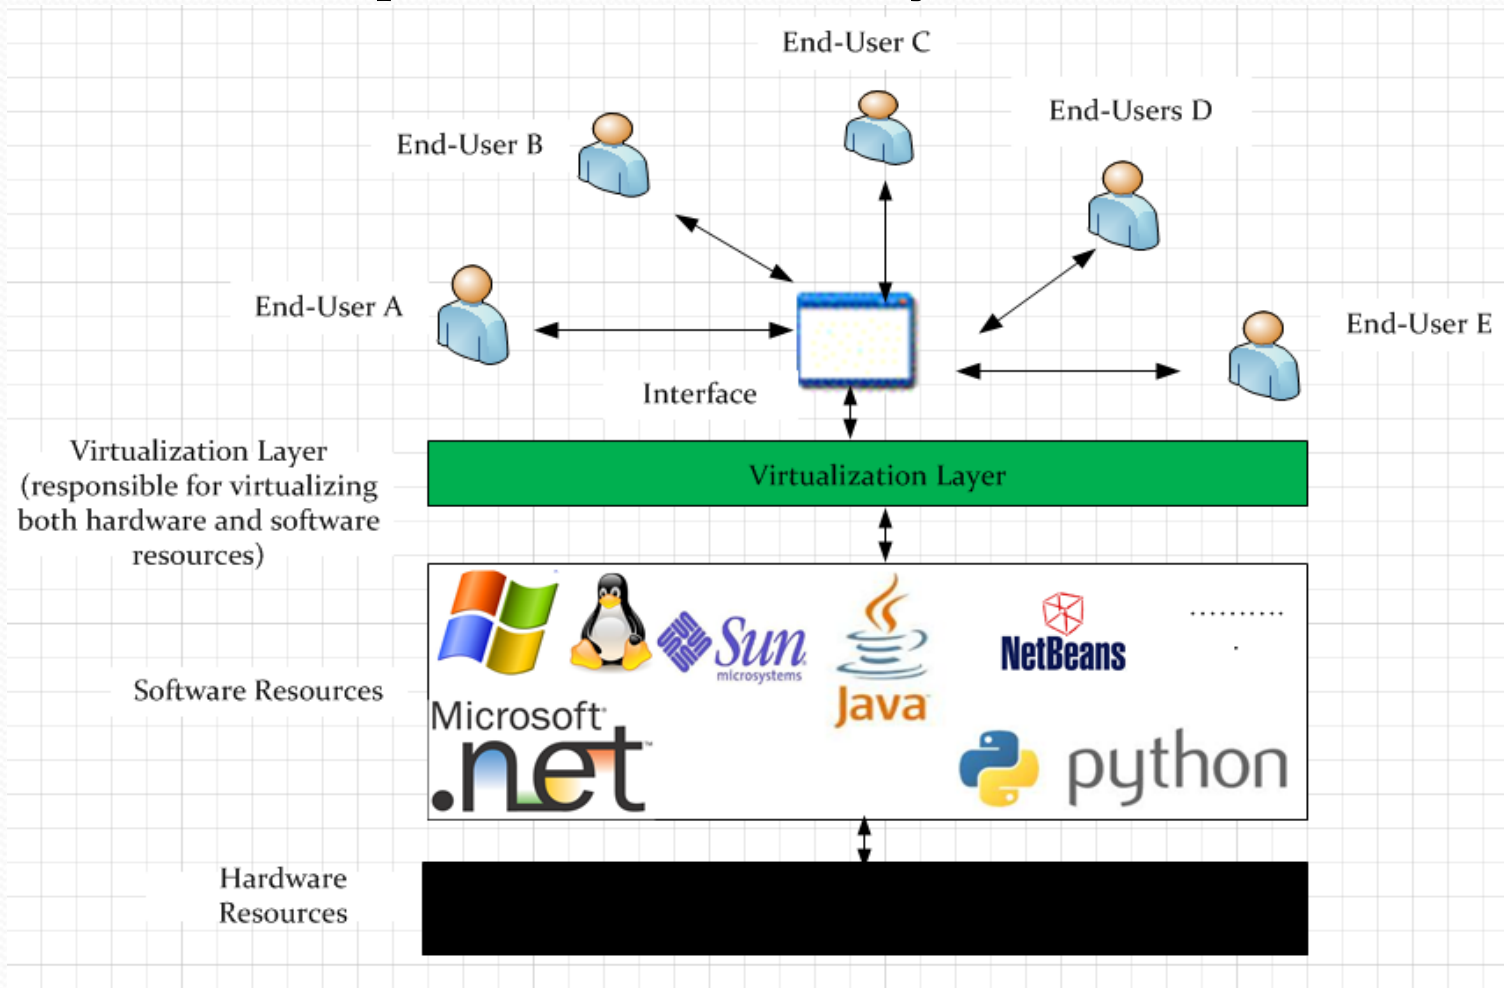 End-User C
End-Users D
End-User B
End-User A
End-User E
Interface
Virtualization Layer
(responsible for virtualizing
both hardware and software
resources)
Virtualization Layer
Sun
microsystems
Java
NetBeans
..........
.
Software Resources
Microsoft
.net™
python
Hardware
Resources